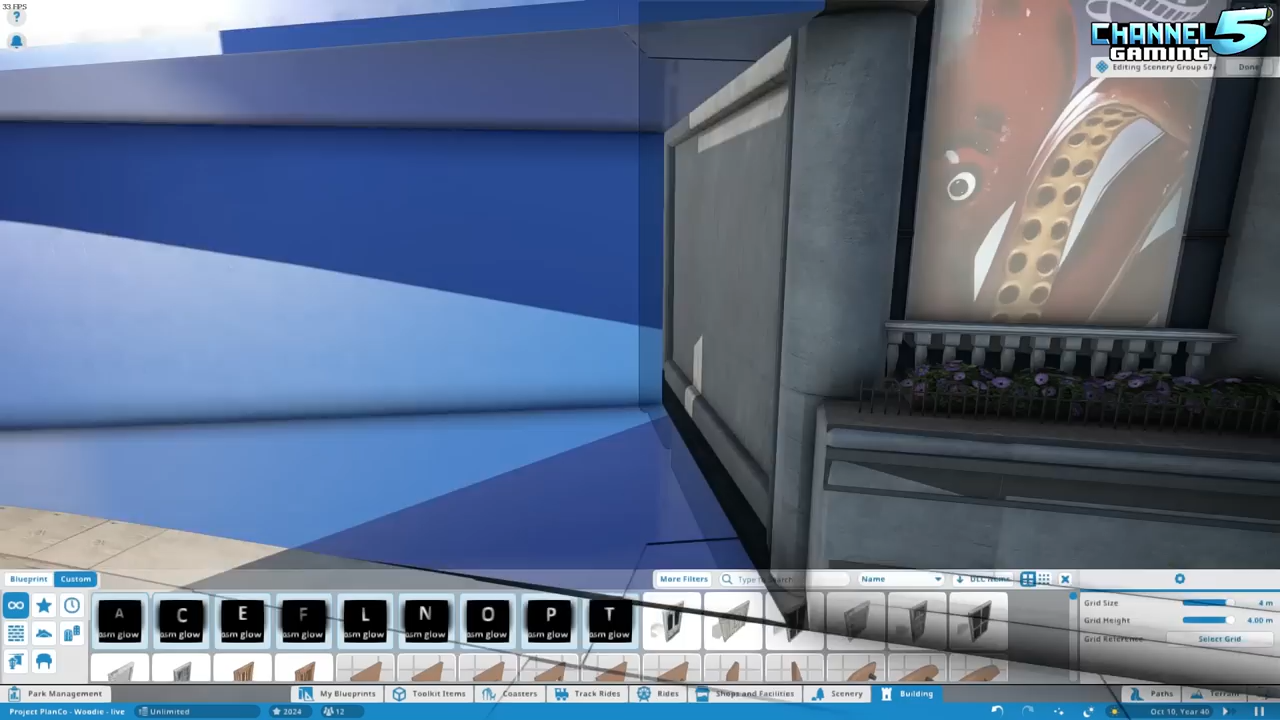 33 FPS
?
CHANNEL 5
GAMING
Editing Scenery Group 67
Done
Blueprint Custom
More Filters Type to Search Name DLC Items
A C E F L N O P T
asm glow asm glow asm glow asm glow asm glow asm glow asm glow asm glow asm glow
Grid Size 4 m
Grid Height 4.00 m
Grid Reference Select Grid
Park Management My Blueprints Toolkit Items Coasters Track Rides Rides Shops and Facilities Scenery Building Paths Terrain
Project PlanCo - Woodie - live Unlimited 2024 12 Oct 10, Year 40